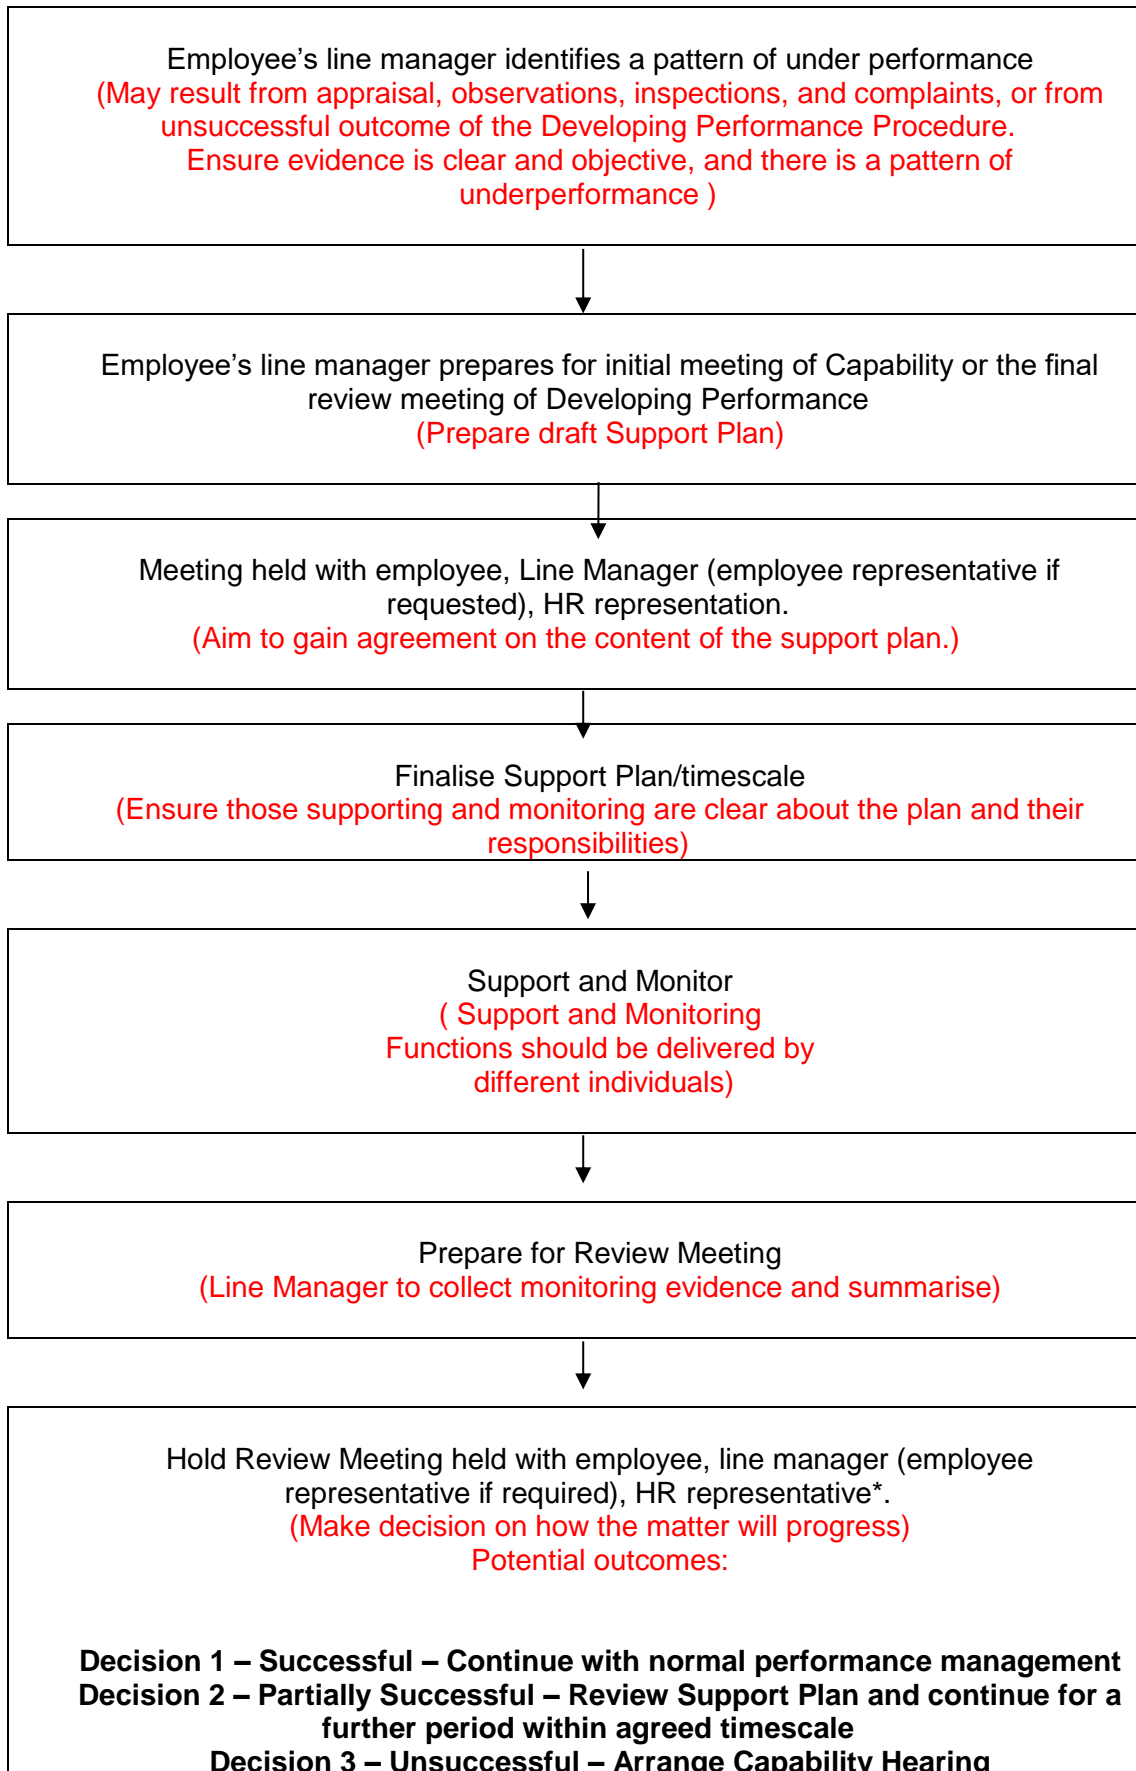 Employee’s line manager identifies a pattern of under performance
(May result from appraisal, observations, inspections, and complaints, or from
unsuccessful outcome of the Developing Performance Procedure.
Ensure evidence is clear and objective, and there is a pattern of
underperformance )
Employee’s line manager prepares for initial meeting of Capability or the final
review meeting of Developing Performance
(Prepare draft Support Plan)
Meeting held with employee, Line Manager (employee representative if
requested), HR representation.
(Aim to gain agreement on the content of the support plan.)
Finalise Support Plan/timescale
(Ensure those supporting and monitoring are clear about the plan and their
responsibilities)
Support and Monitor
( Support and Monitoring
Functions should be delivered by
different individuals)
Prepare for Review Meeting
(Line Manager to collect monitoring evidence and summarise)
Hold Review Meeting held with employee, line manager (employee
representative if required), HR representative*.
(Make decision on how the matter will progress)
Potential outcomes:
Decision 1 – Successful – Continue with normal performance management
Decision 2 – Partially Successful – Review Support Plan and continue for a
further period within agreed timescale
Decision 3 – Unsuccessful – Arrange Capability Hearing